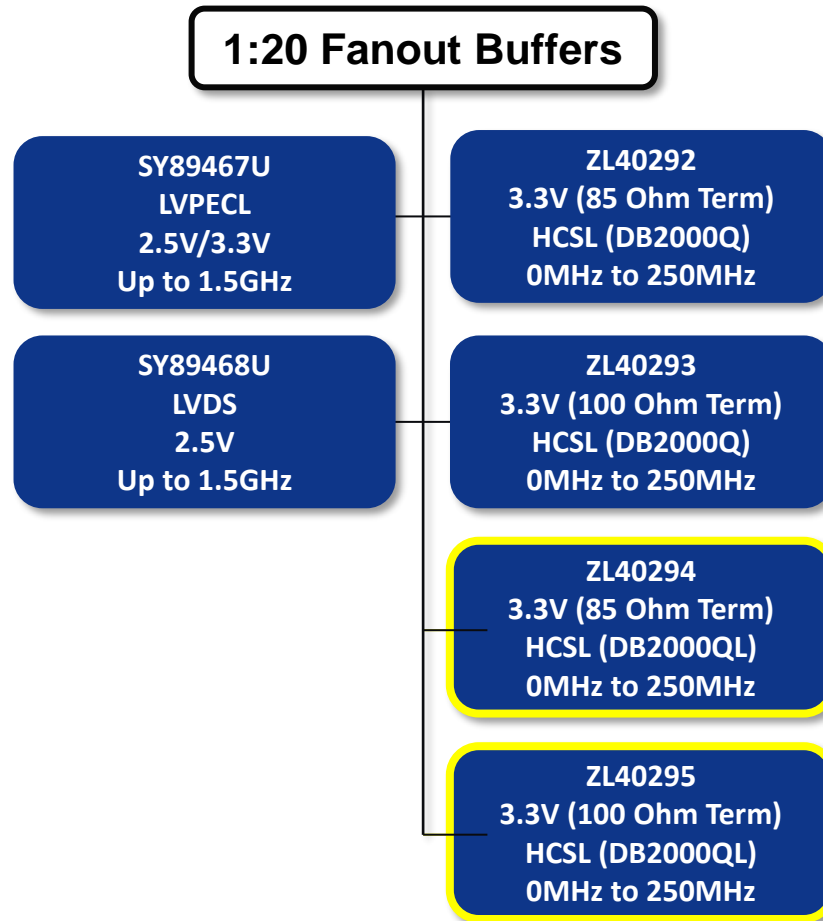 1:20 Fanout Buffers
SY89467U
LVPECL
2.5V/3.3V
Up to 1.5GHz
ZL40292
3.3V (85 Ohm Term)
HCSL (DB2000Q)
0MHz to 250MHz
SY89468U
LVDS
2.5V
Up to 1.5GHz
ZL40293
3.3V (100 Ohm Term)
HCSL (DB2000Q)
0MHz to 250MHz
ZL40294
3.3V (85 Ohm Term)
HCSL (DB2000QL)
0MHz to 250MHz
ZL40295
3.3V (100 Ohm Term)
HCSL (DB2000QL)
0MHz to 250MHz